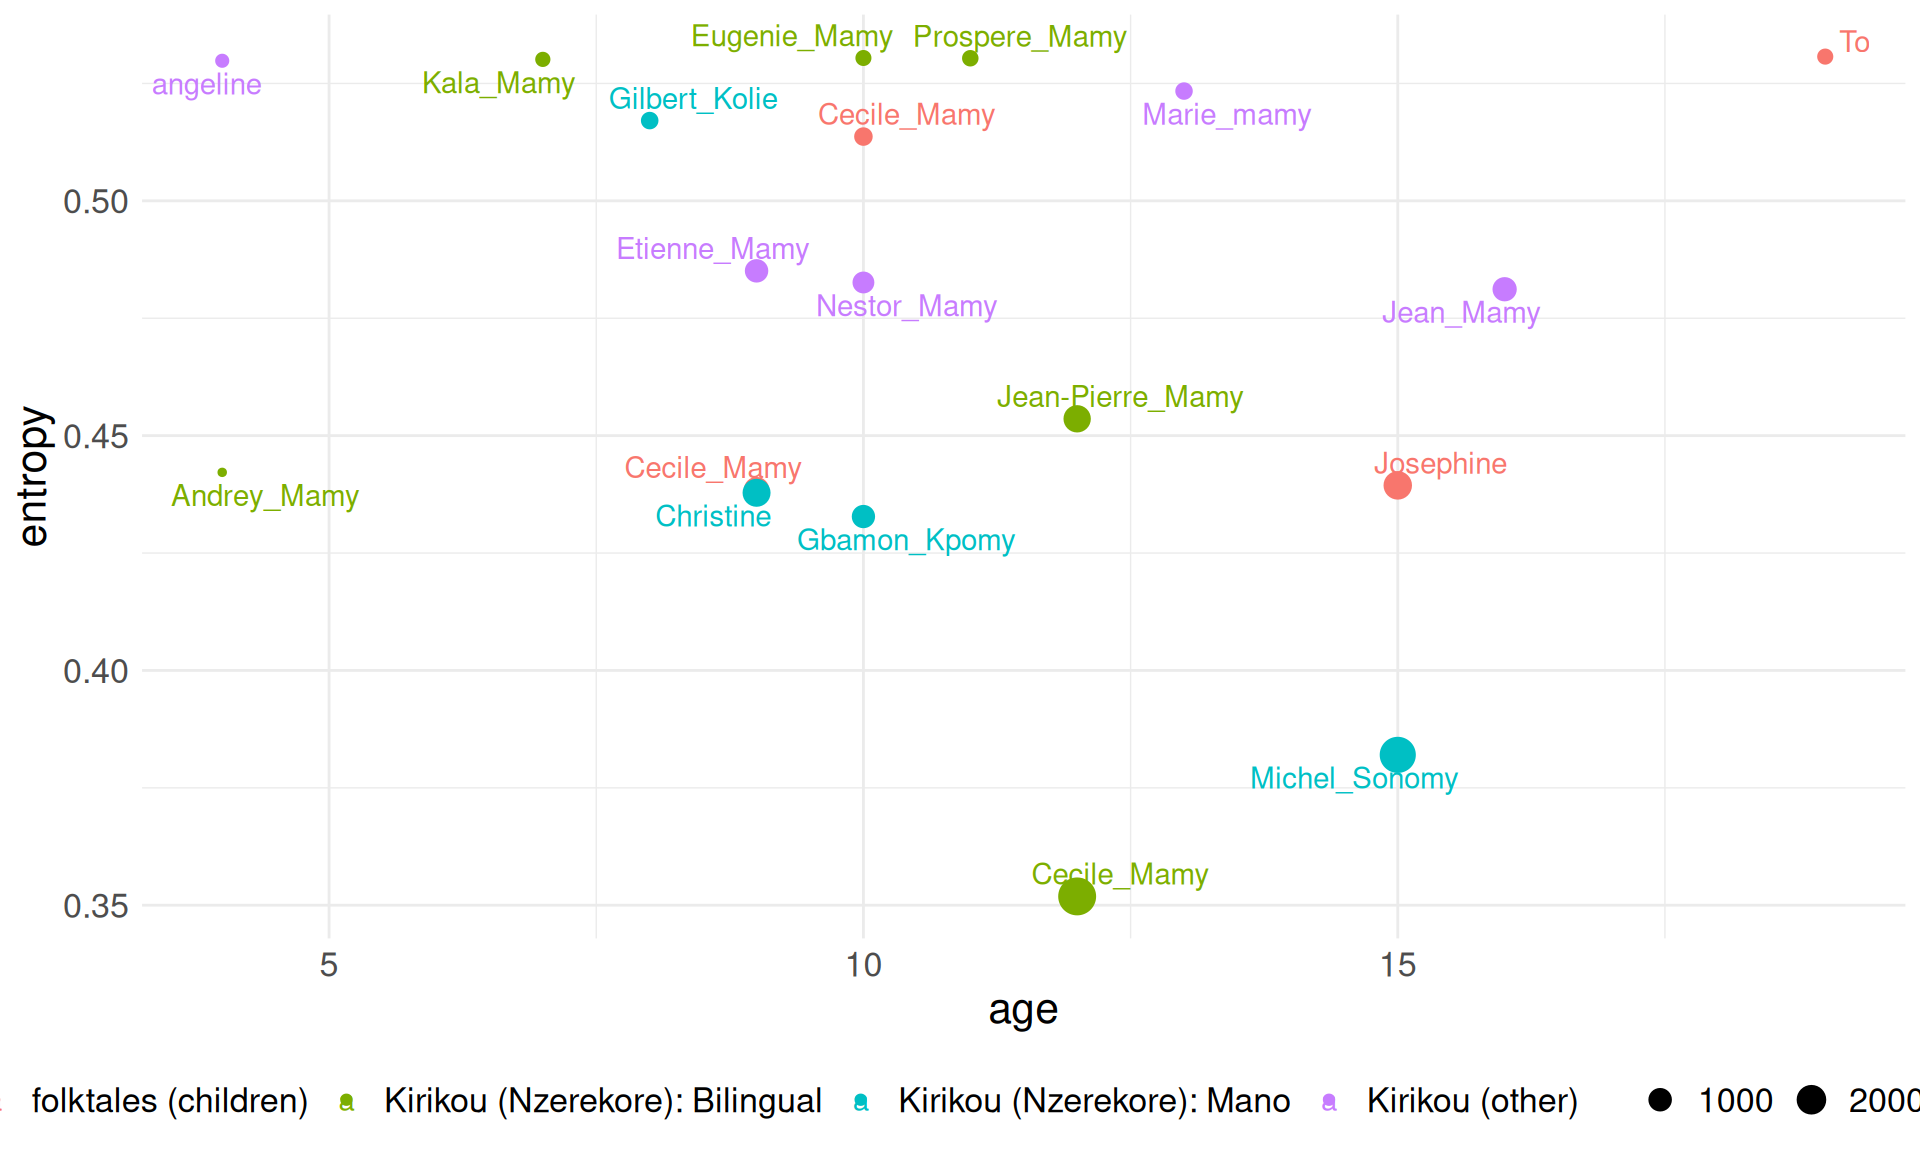 Eugenie_Mamy Prospere_Mamy To
angeline Kala_Mamy
Gilbert_Kolie Cecile_Mamy Marie_mamy
0.50
Etienne_Mamy
Nestor_Mamy Jean_Mamy
Jean-Pierre_Mamy
0.45
Cecile_Mamy Josephine
Andrey_Mamy Christine
Gbamon_Kpomy
entropy
0.40
Michel_Sonomy
Cecile_Mamy
0.35
5 10 15
age
folktales (children) a Kirikou (Nzerekore): Bilingual a Kirikou (Nzerekore): Mano a Kirikou (other) 1000 2000